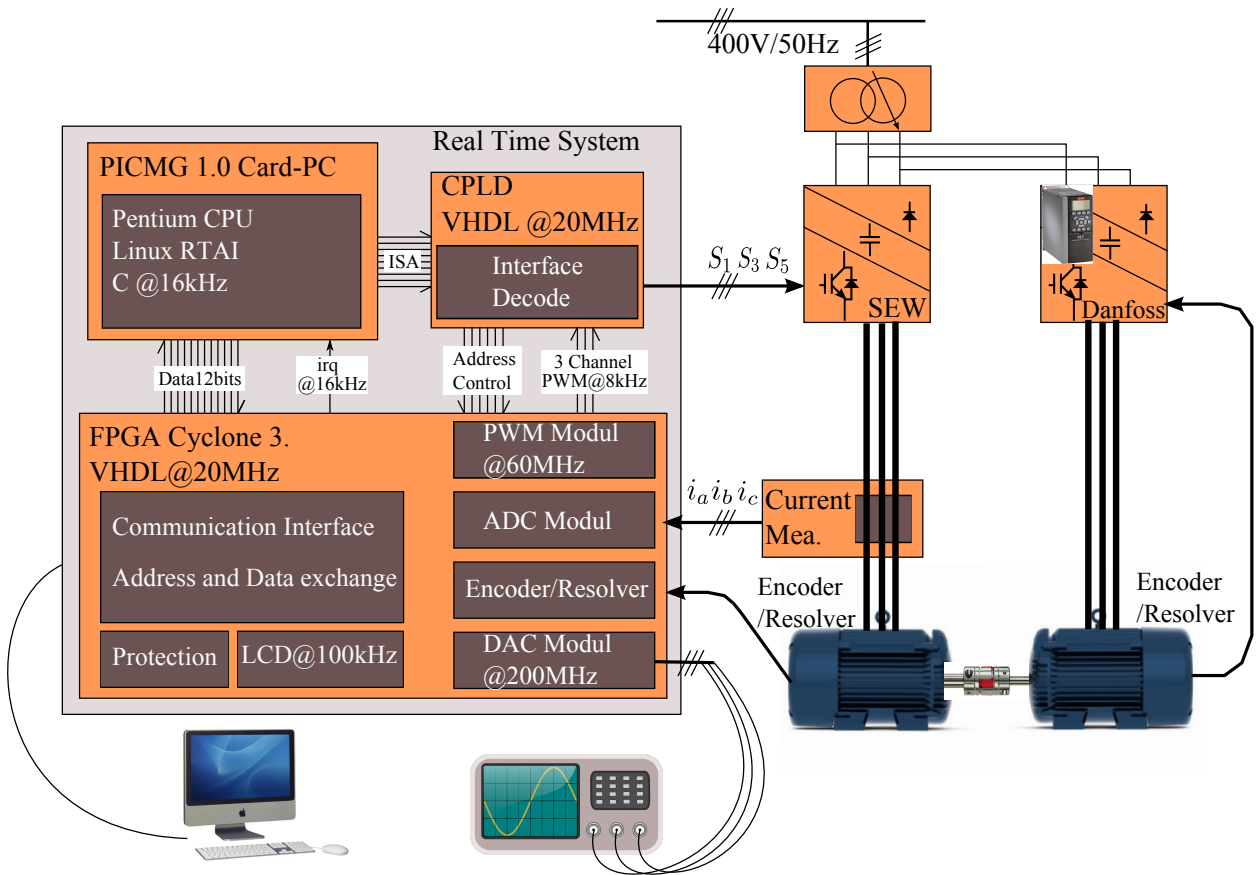 400V/50Hz
Real Time System
PICMG 1.0 Card-PC
Pentium CPU
Linux RTAI
C @16kHz
ISA
CPLD
VHDL @20MHz
Interface
Decode
S1 S3 S5
SEW
Danfoss
Data12bits
irq
@16kHz
Address
Control
3 Channel
PWM@8kHz
FPGA Cyclone 3.
VHDL@20MHz
Communication Interface
Address and Data exchange
Protection
LCD@100kHz
PWM Modul
@60MHz
ADC Modul
Encoder/Resolver
DAC Modul
@200MHz
ia ib ic
Current
Mea.
Encoder
/Resolver
Encoder
/Resolver